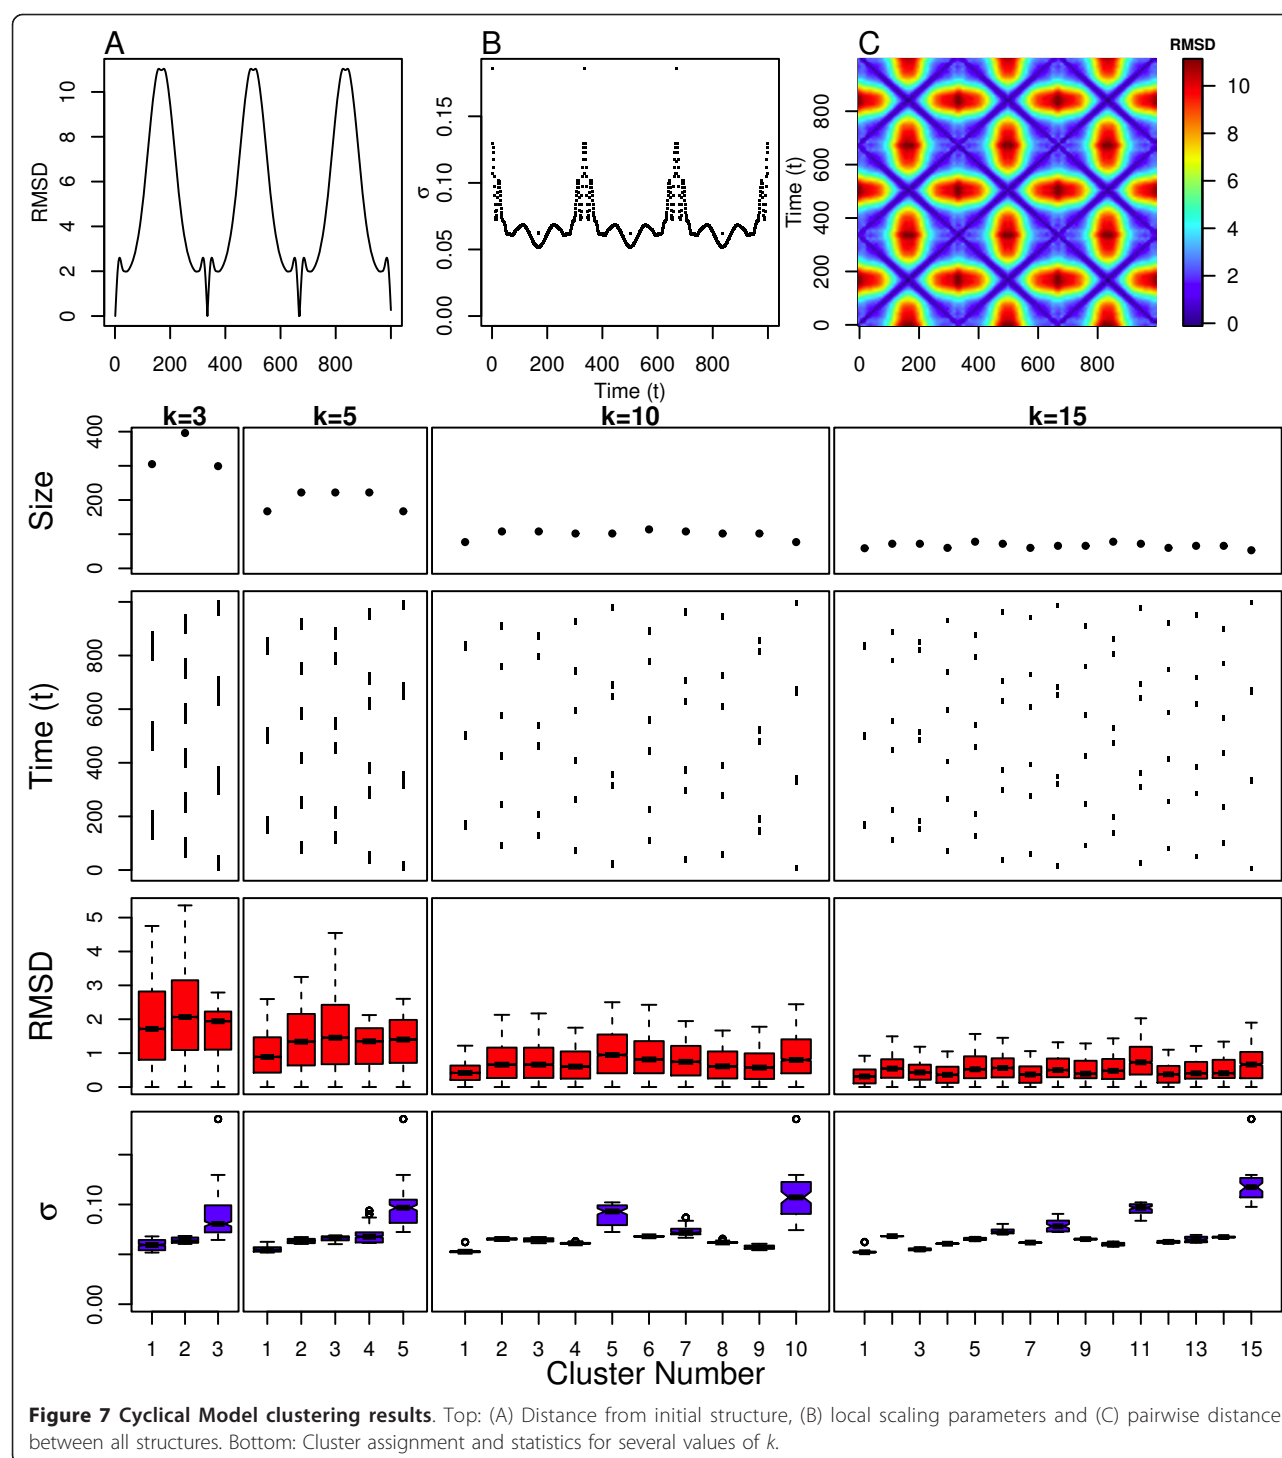 A
B
C
RMSD
RMSD
10
8
6
4
2
0
0 200 400 600 800
σ
0.15
0.10
0.05
0.00
0 200 400 600 800
Time (t)
Time (t)
800
600
400
200
0
0 200 400 600 800
10
8
6
4
2
0
k=3 k=5 k=10 k=15
Size
400
200
0
Time (t)
800
600
400
200
0
RMSD
5
4
3
2
1
0
σ
0.10
0.00
1 2 3 1 2 3 4 5 1 2 3 4 5 6 7 8 9 10 1 3 5 7 9 11 13 15
Cluster Number
Figure 7 Cyclical Model clustering results. Top: (A) Distance from initial structure, (B) local scaling parameters and (C) pairwise distance
between all structures. Bottom: Cluster assignment and statistics for several values of k.